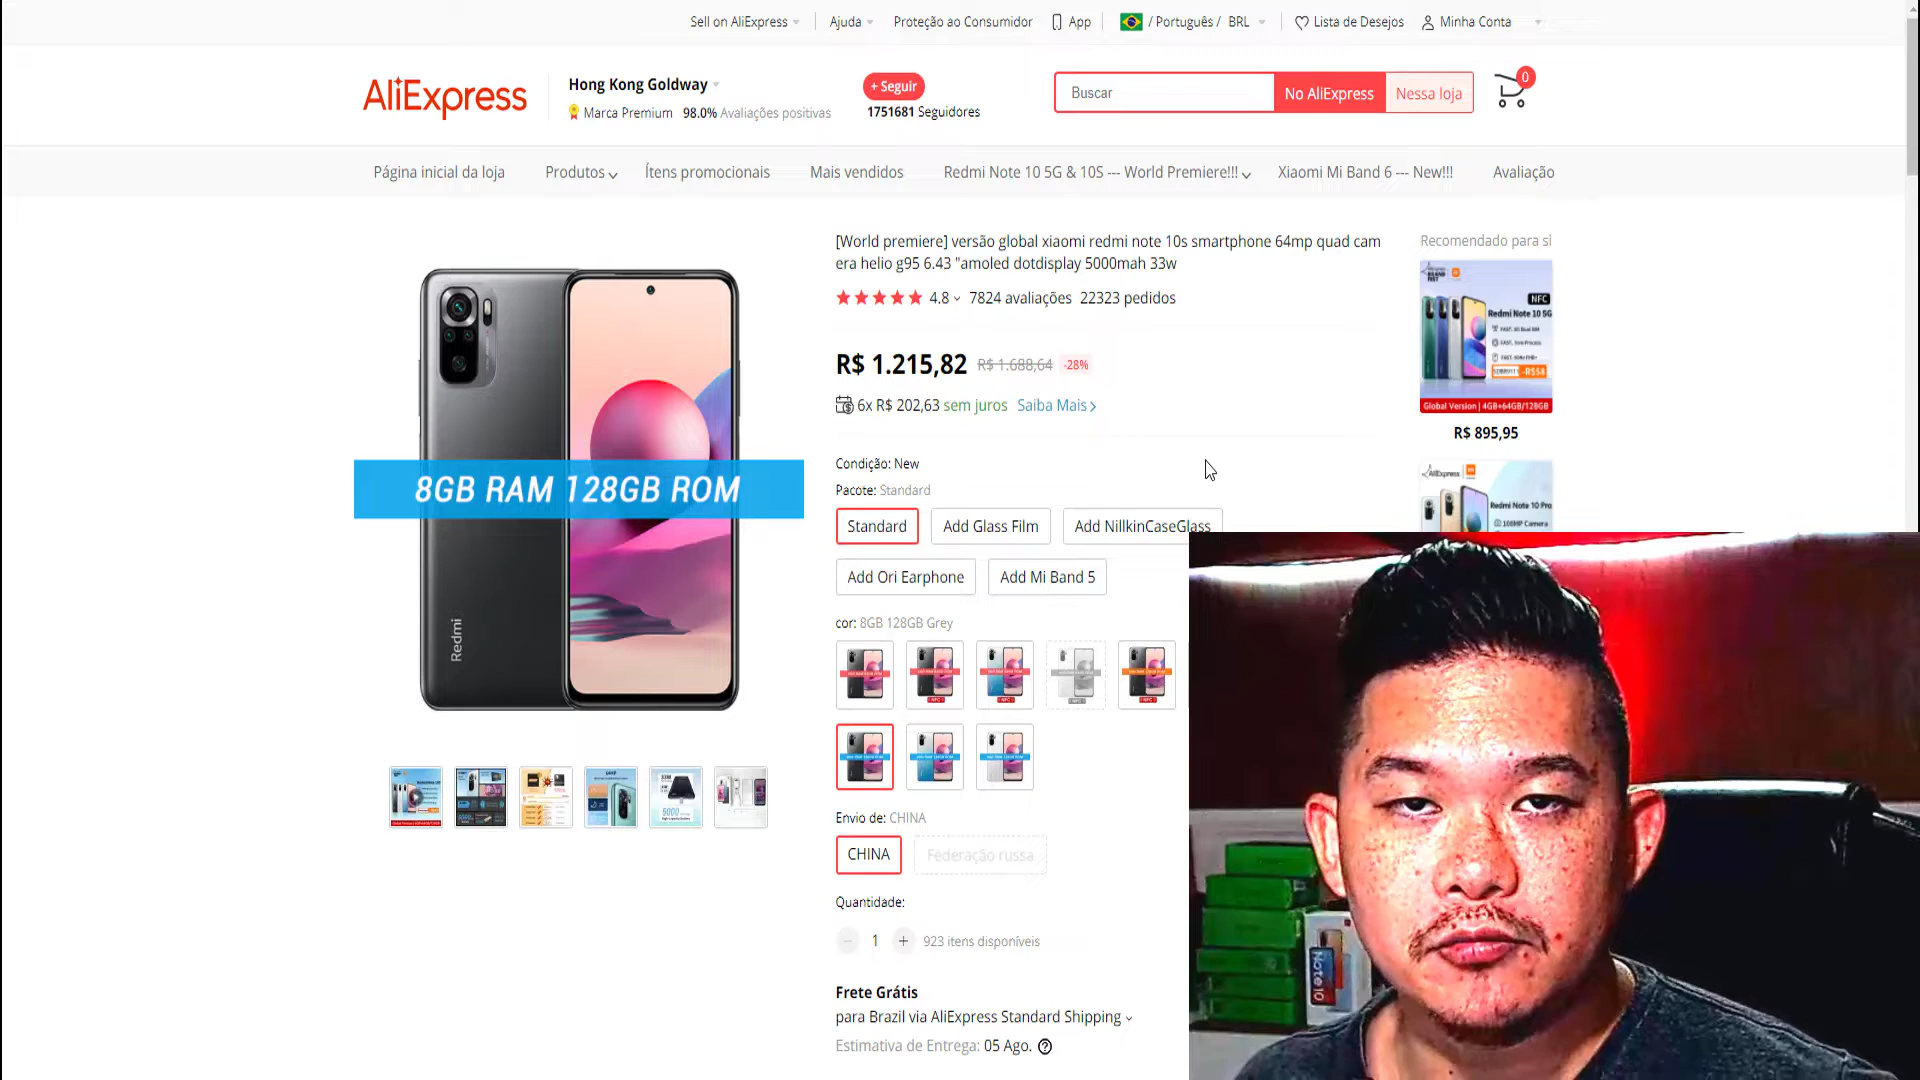 Sell on AliExpress
Ajuda
Proteção ao Consumidor
App
/ Português / BRL
Lista de Desejos
Minha Conta
AliExpress
Hong Kong Goldway
Marca Premium 98.0% Avaliações positivas
+ Seguir
1751681 Seguidores
Buscar
No AliExpress
Nessa loja
0
Página inicial da loja
Produtos
Ítens promocionais
Mais vendidos
Redmi Note 10 5G & 10S --- World Premiere!!!
Xiaomi Mi Band 6 --- New!!!
Avaliação
[World premiere] versão global xiaomi redmi note 10s smartphone 64mp quad cam
era helio g95 6.43 "amoled dotdisplay 5000mah 33w
4.8 7824 avaliações 22323 pedidos
R$ 1.215,82 R$ 1.688,64 -28%
6x R$ 202,63 sem juros Saiba Mais
Condição: New
Pacote: Standard
Standard
Add Glass Film
Add NillkinCaseGlass
Add Ori Earphone
Add Mi Band 5
cor: 8GB 128GB Grey
Envio de: CHINA
CHINA
Federação russa
Quantidade:
1
923 itens disponíveis
Frete Grátis
para Brazil via AliExpress Standard Shipping
Estimativa de Entrega: 05 Ago.
8GB RAM 128GB ROM
Redmi
Recomendado para si
NFC
Redmi Note 10 5G
Global Version | 4GB+64GB/128GB
R$ 895,95
AliExpress
Redmi Note 10 Pro
108MP Camera
Note 10